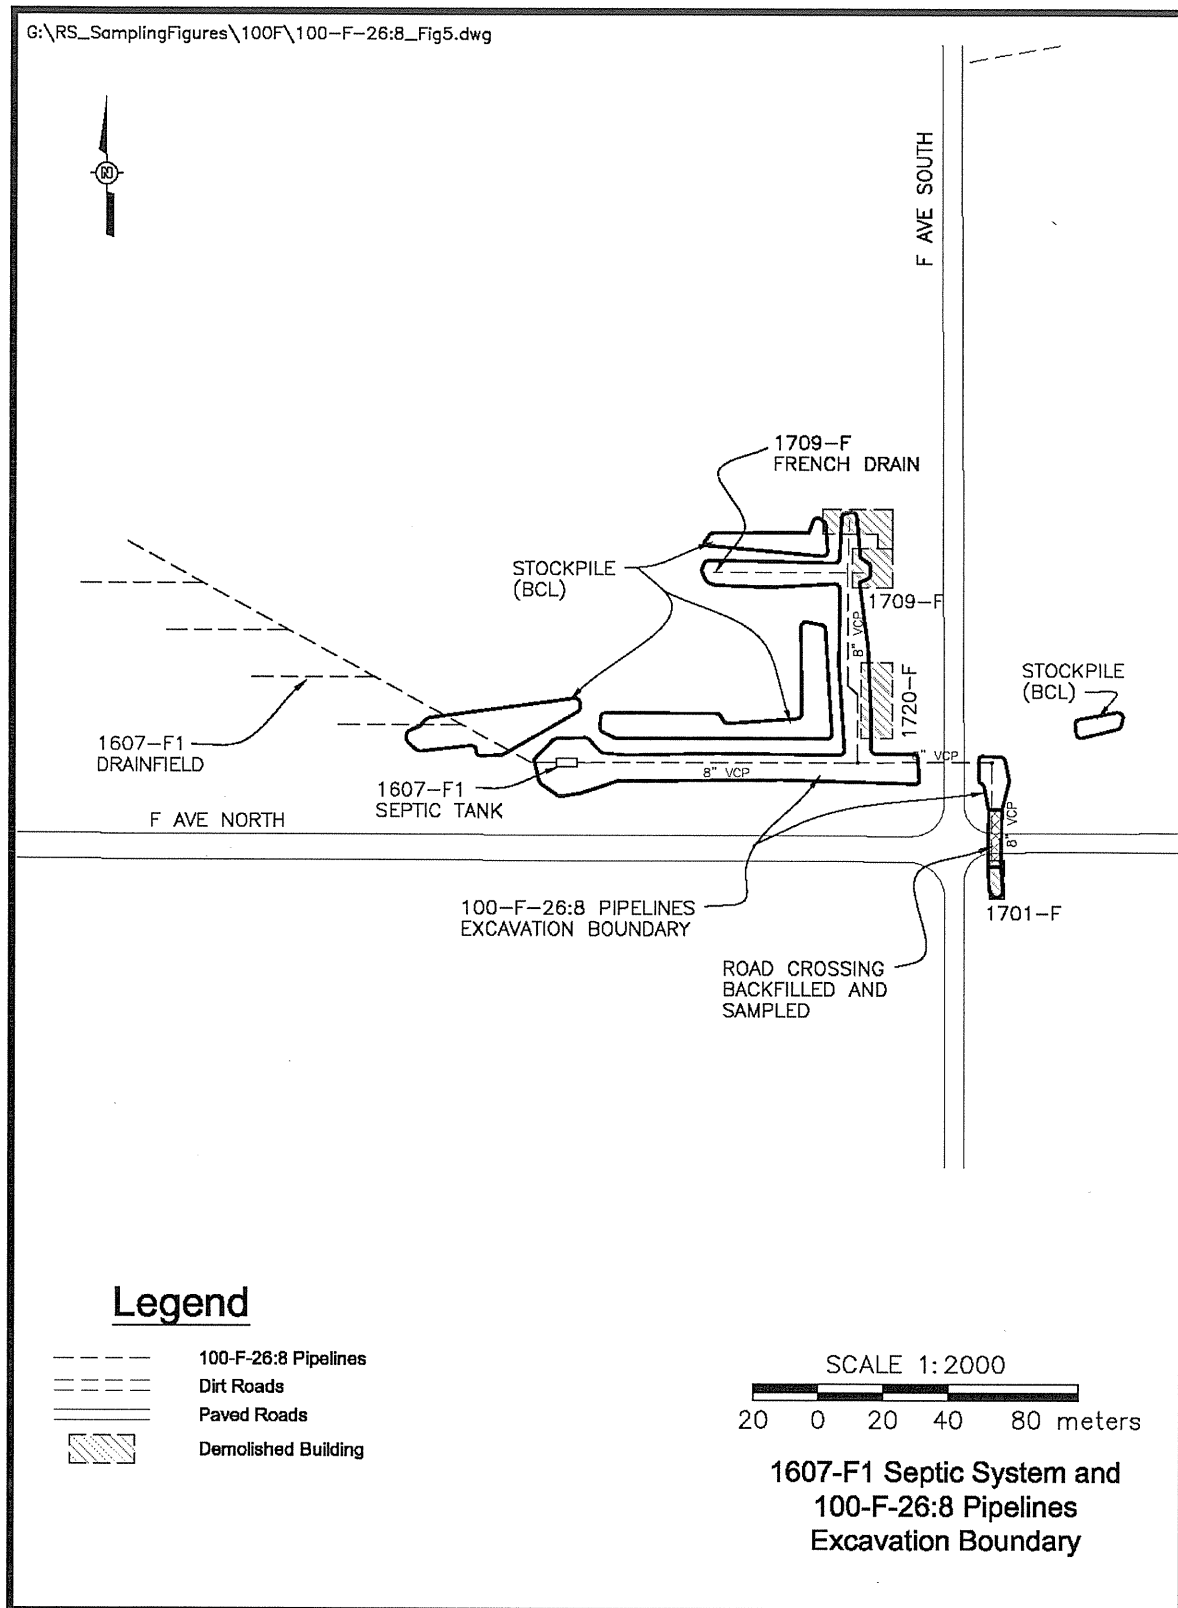 G:\RS_SamplingFigures\100F\100-F-26:8_Fig5.dwg
N
F AVE SOUTH
1709-F
FRENCH DRAIN
STOCKPILE
(BCL)
1709-F
8" VCP
1720-F
STOCKPILE
(BCL)
1607-F1
DRAINFIELD
1607-F1
SEPTIC TANK
8" VCP
" VCP
8" VCP
F AVE NORTH
100-F-26:8 PIPELINES
EXCAVATION BOUNDARY
1701-F
ROAD CROSSING
BACKFILLED AND
SAMPLED
Legend
100-F-26:8 Pipelines
Dirt Roads
Paved Roads
Demolished Building
SCALE 1:2000
20 0 20 40 80 meters
1607-F1 Septic System and
100-F-26:8 Pipelines
Excavation Boundary